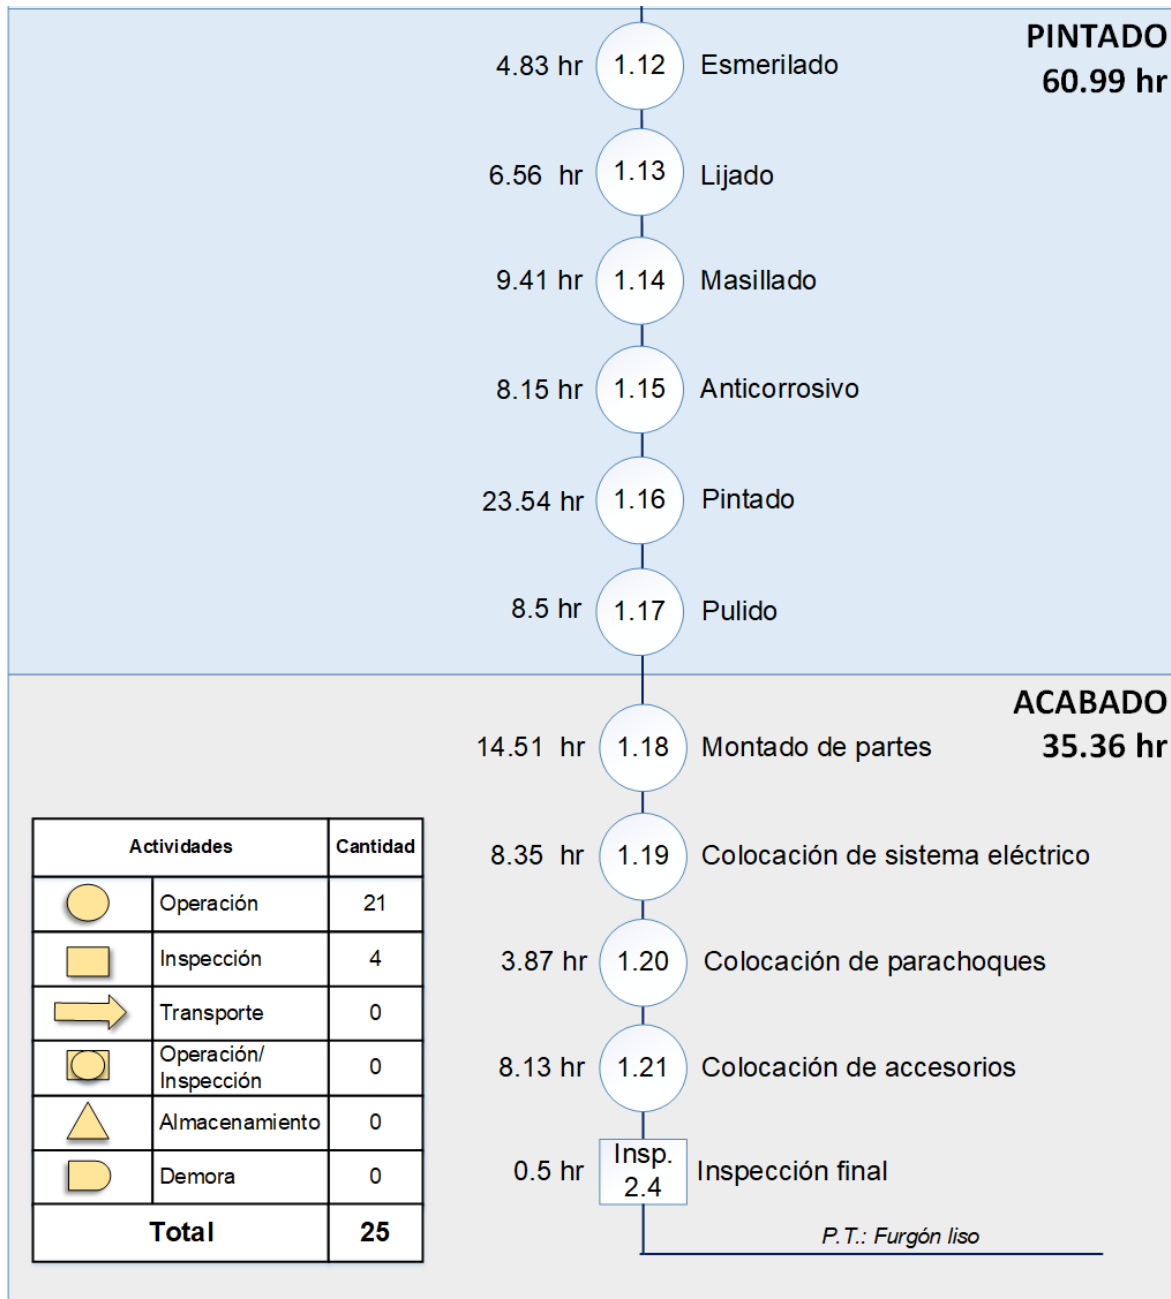 PINTADO
60.99 hr
4.83 hr 1.12 Esmerilado
6.56 hr 1.13 Lijado
9.41 hr 1.14 Masillado
8.15 hr 1.15 Anticorrosivo
23.54 hr 1.16 Pintado
8.5 hr 1.17 Pulido
ACABADO
35.36 hr
14.51 hr 1.18 Montado de partes
8.35 hr 1.19 Colocación de sistema eléctrico
3.87 hr 1.20 Colocación de parachoques
8.13 hr 1.21 Colocación de accesorios
0.5 hr Insp. 2.4 Inspección final
P.T.: Furgón liso
Actividades Cantidad
Operación 21
Inspección 4
Transporte 0
Operación/
Inspección 0
Almacenamiento 0
Demora 0
Total 25